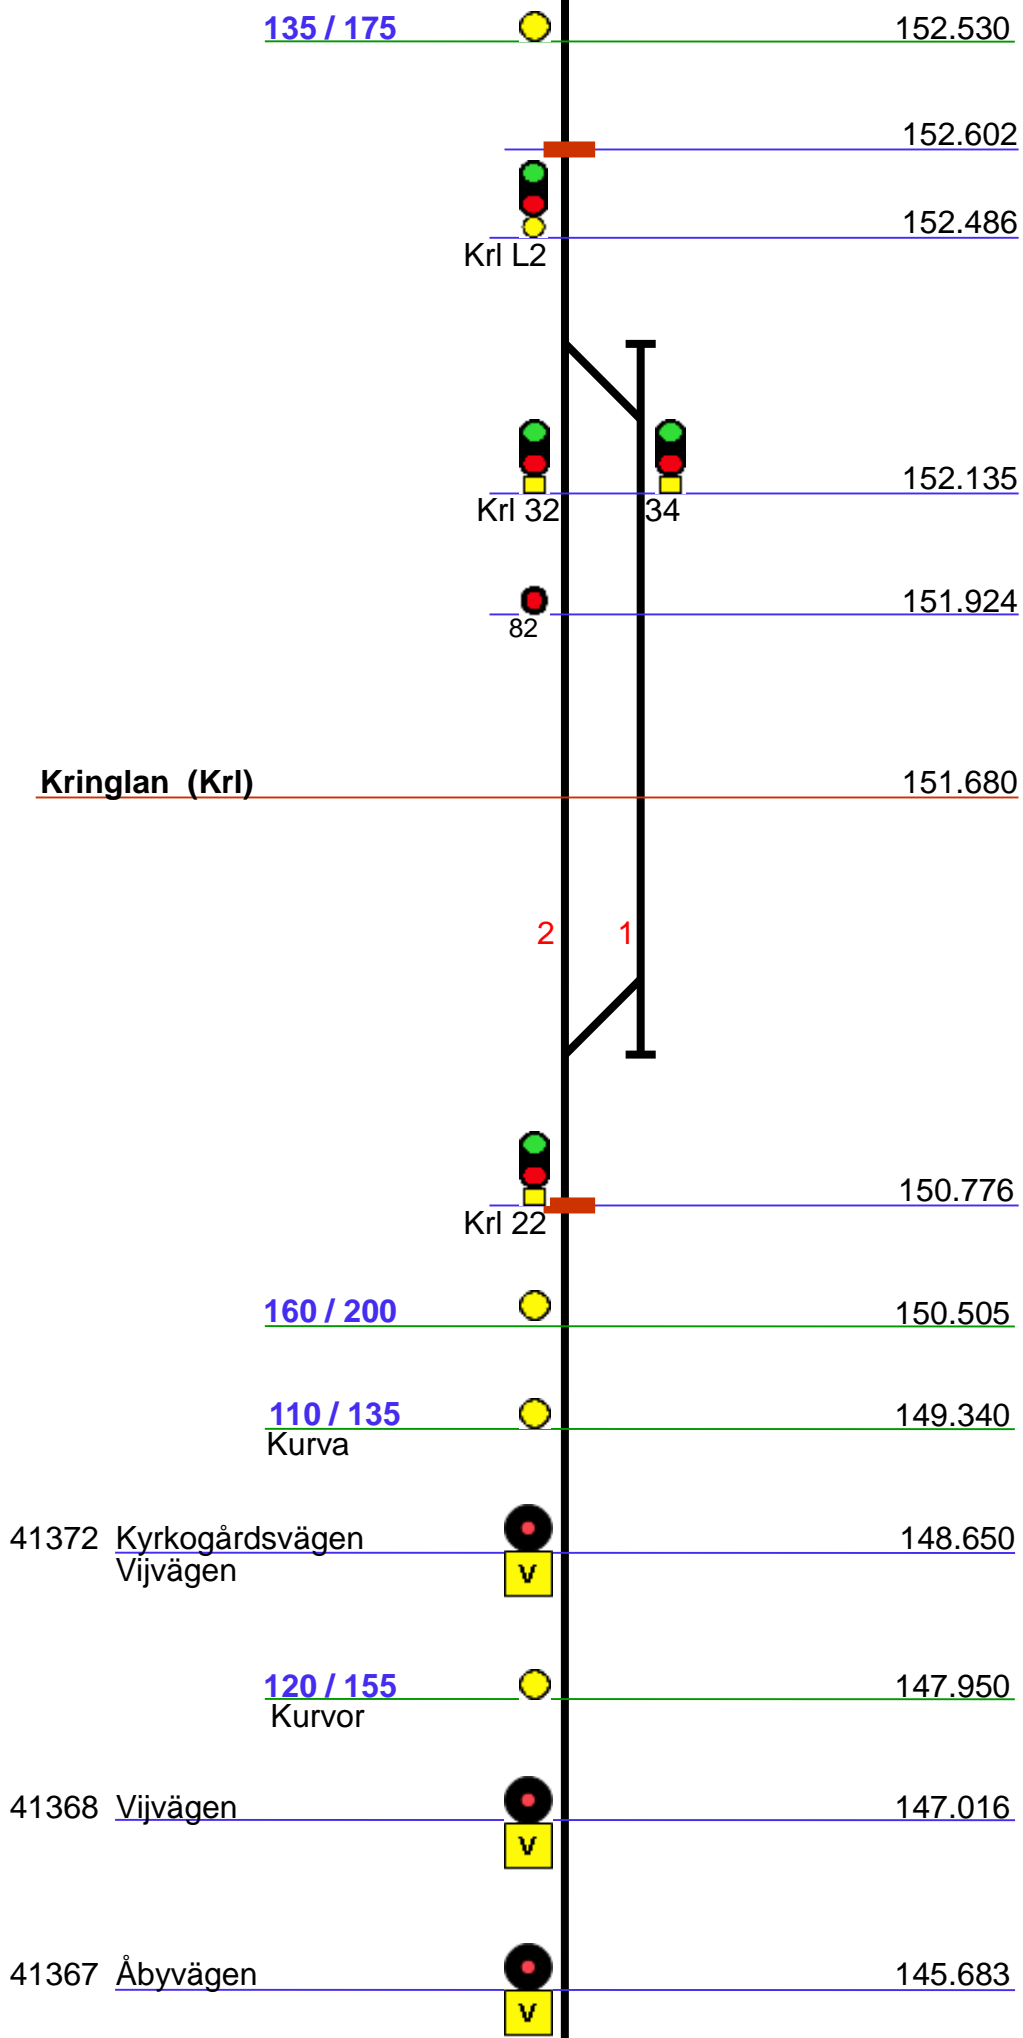 135 / 175 152.530
152.602
152.486
Krl L2
152.135
Krl 32 34
151.924
82
Kringlan (Krl) 151.680
2 1
150.776
Krl 22
160 / 200 150.505
110 / 135 149.340
Kurva
41372 Kyrkogårdsvägen 148.650
Vijvägen
V
120 / 155 147.950
Kurvor
41368 Vijvägen 147.016
V
41367 Åbyvägen 145.683
V